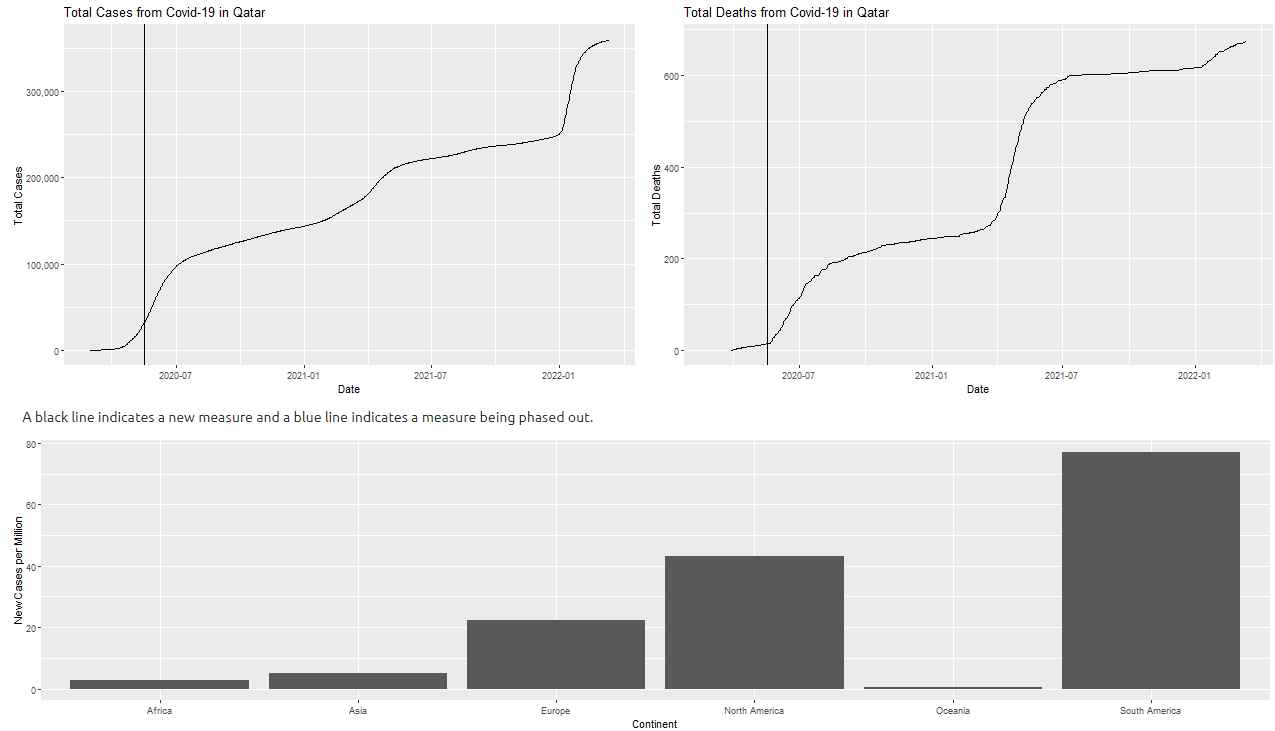 Total Cases from Covid-19 in Qatar
Total Cases
300,000
200,000
100,000
0
2020-07 2021-01 2021-07 2022-01
Date
Total Deaths from Covid-19 in Qatar
Total Deaths
600
400
200
0
2020-07 2021-01 2021-07 2022-01
Date
A black line indicates a new measure and a blue line indicates a measure being phased out.
New Cases per Million
80
60
40
20
0
Africa Asia Europe North America Oceania South America
Continent